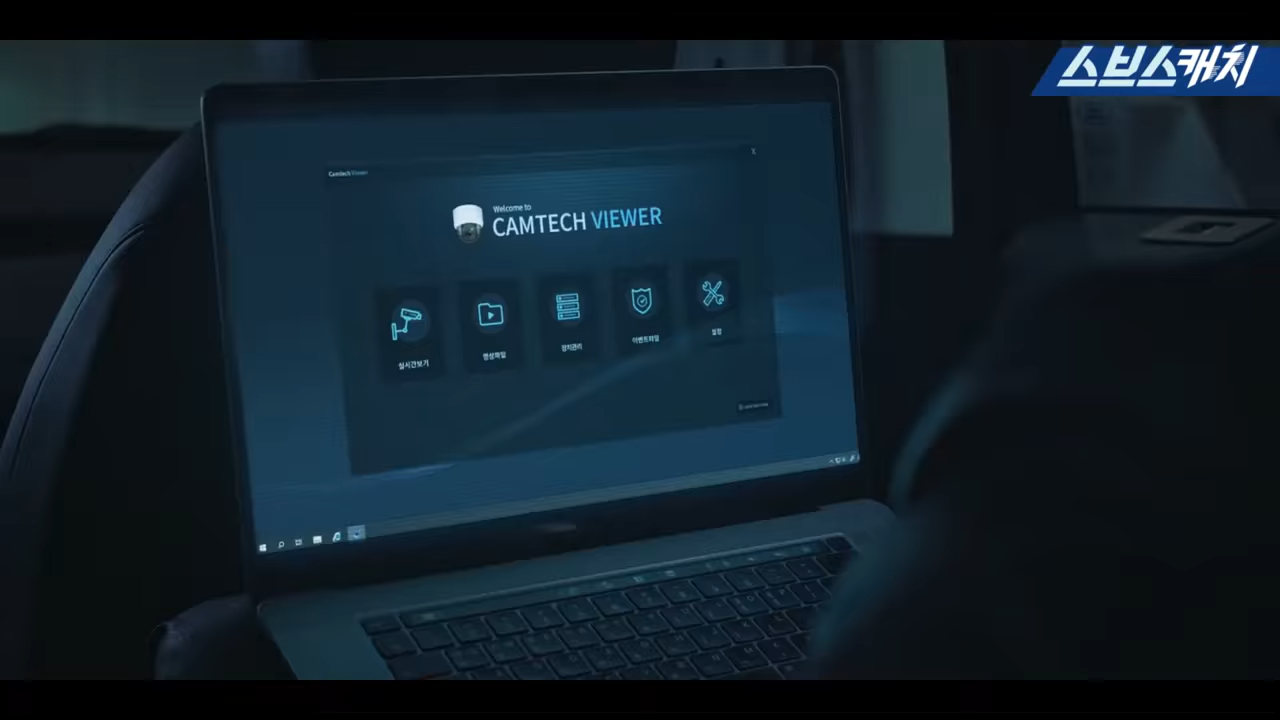 스브스캐치
Camtech Viewer
X
Welcome to
CAMTECH VIEWER
실시간보기
영상파일
장치관리
이벤트파일
설정